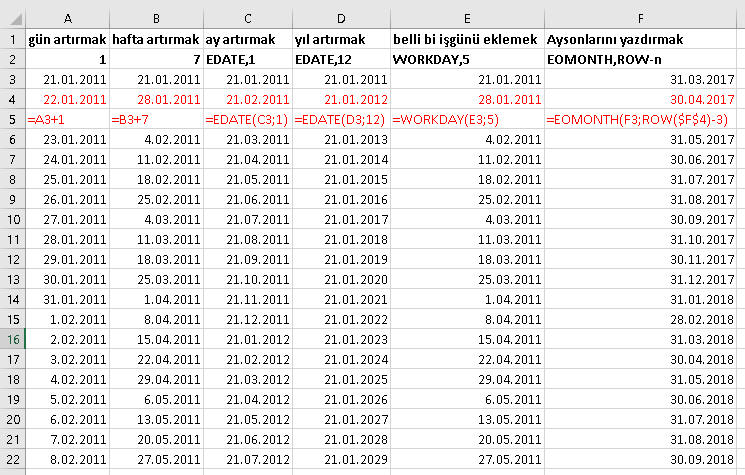 A B C D E F
1 gün artırmak hafta artırmak ay artırmak yıl artırmak belli bi işgünü eklemek Aysonlarını yazdırmak
2 1 7 EDATE,1 EDATE,12 WORKDAY,5 EOMONTH,ROW-n
3 21.01.2011 21.01.2011 21.01.2011 21.01.2011 21.01.2011 31.03.2017
4 22.01.2011 28.01.2011 21.02.2011 21.01.2012 28.01.2011 30.04.2017
5 =A3+1 =B3+7 =EDATE(C3;1) =EDATE(D3;12) =WORKDAY(E3;5) =EOMONTH(F3;ROW($F$4)-3)
6 23.01.2011 4.02.2011 21.03.2011 21.01.2013 4.02.2011 31.05.2017
7 24.01.2011 11.02.2011 21.04.2011 21.01.2014 11.02.2011 30.06.2017
8 25.01.2011 18.02.2011 21.05.2011 21.01.2015 18.02.2011 31.07.2017
9 26.01.2011 25.02.2011 21.06.2011 21.01.2016 25.02.2011 31.08.2017
10 27.01.2011 4.03.2011 21.07.2011 21.01.2017 4.03.2011 30.09.2017
11 28.01.2011 11.03.2011 21.08.2011 21.01.2018 11.03.2011 31.10.2017
12 29.01.2011 18.03.2011 21.09.2011 21.01.2019 18.03.2011 30.11.2017
13 30.01.2011 25.03.2011 21.10.2011 21.01.2020 25.03.2011 31.12.2017
14 31.01.2011 1.04.2011 21.11.2011 21.01.2021 1.04.2011 31.01.2018
15 1.02.2011 8.04.2011 21.12.2011 21.01.2022 8.04.2011 28.02.2018
16 2.02.2011 15.04.2011 21.01.2012 21.01.2023 15.04.2011 31.03.2018
17 3.02.2011 22.04.2011 21.02.2012 21.01.2024 22.04.2011 30.04.2018
18 4.02.2011 29.04.2011 21.03.2012 21.01.2025 29.04.2011 31.05.2018
19 5.02.2011 6.05.2011 21.04.2012 21.01.2026 6.05.2011 30.06.2018
20 6.02.2011 13.05.2011 21.05.2012 21.01.2027 13.05.2011 31.07.2018
21 7.02.2011 20.05.2011 21.06.2012 21.01.2028 20.05.2011 31.08.2018
22 8.02.2011 27.05.2011 21.07.2012 21.01.2029 27.05.2011 30.09.2018